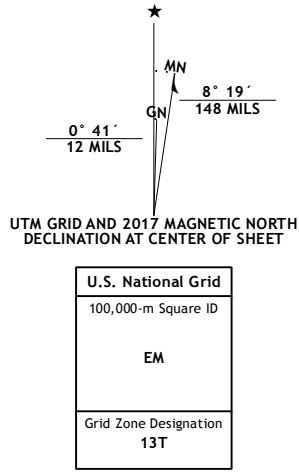 ★
MN
8° 19´
148 MILS
GN
0° 41´
12 MILS
UTM GRID AND 2017 MAGNETIC NORTH
DECLINATION AT CENTER OF SHEET
U.S. National Grid
100,000-m Square ID
EM
Grid Zone Designation
13T